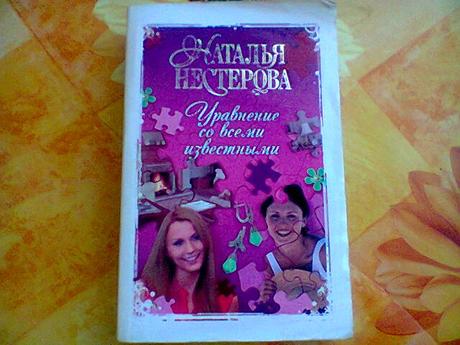 НАТАЛЬЯ
НЕСТЕРОВА
Уравнение
со всеми
известными